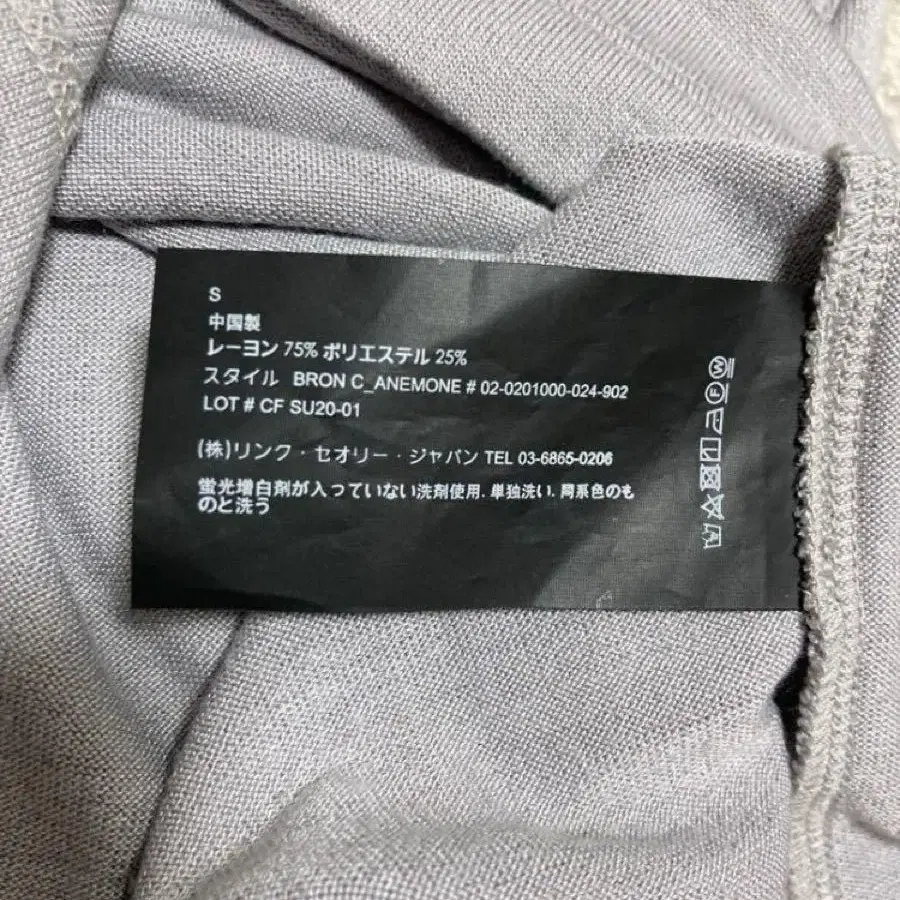 S
中国製
レーヨン 75% ポリエステル 25%
スタイル BRON C_ANEMONE # 02-0201000-024-902
LOT # CF SU20-01
(株)リンク・セオリー・ジャパン TEL 03-6865-0206
蛍光増白剤が入っていない洗剤使用. 単独洗い. 同系色のも
のと洗う
W
F